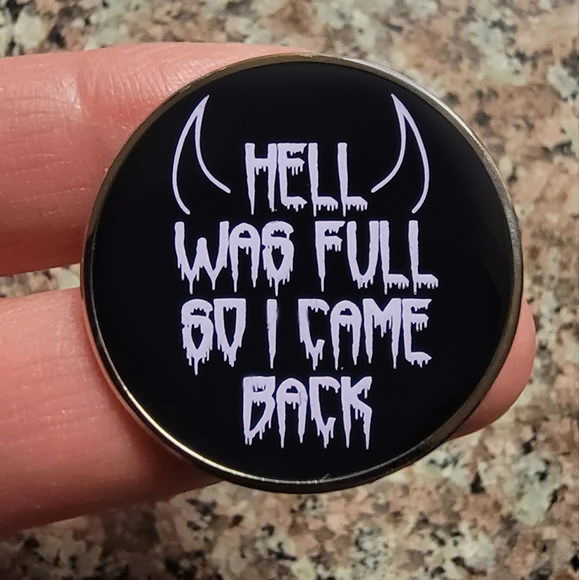 HELL
WAS FULL
SO I CAME
BACK